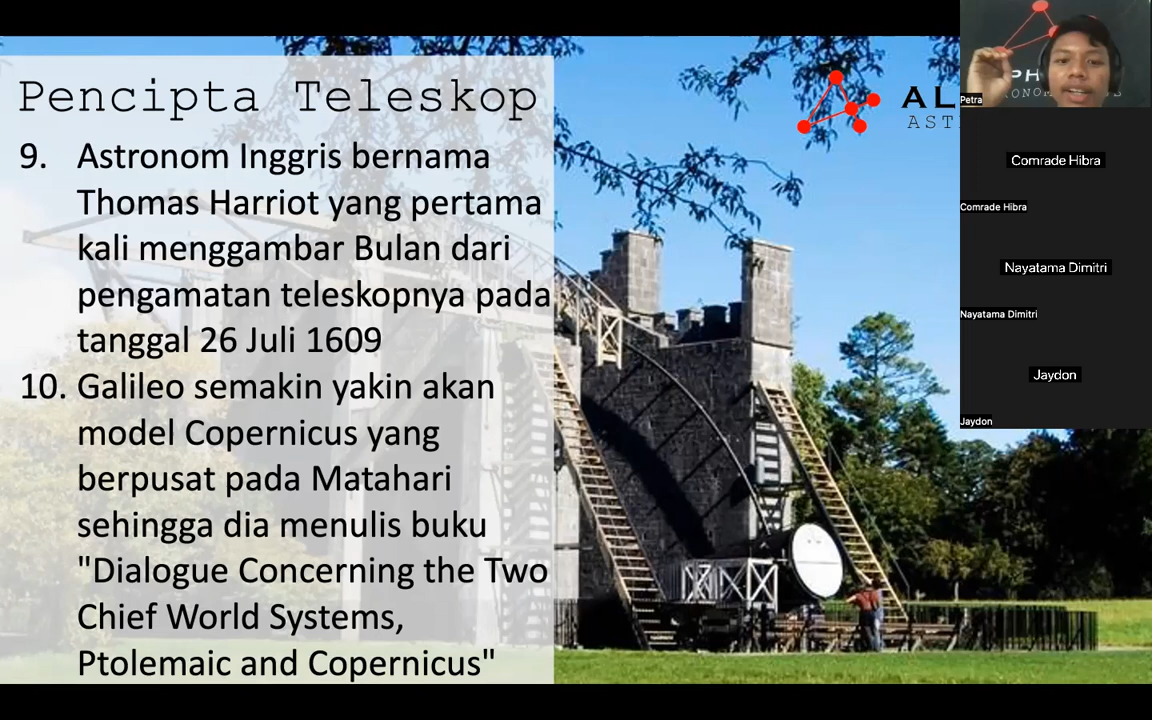 Pencipta Teleskop
9. Astronom Inggris bernama
Thomas Harriot yang pertama
kali menggambar Bulan dari
pengamatan teleskopnya pada
tanggal 26 Juli 1609
10. Galileo semakin yakin akan
model Copernicus yang
berpusat pada Matahari
sehingga dia menulis buku
"Dialogue Concerning the Two
Chief World Systems,
Ptolemaic and Copernicus"
AL
AST
Petra
Comrade Hibra
Comrade Hibra
Nayatama Dimitri
Nayatama Dimitri
Jaydon
Jaydon